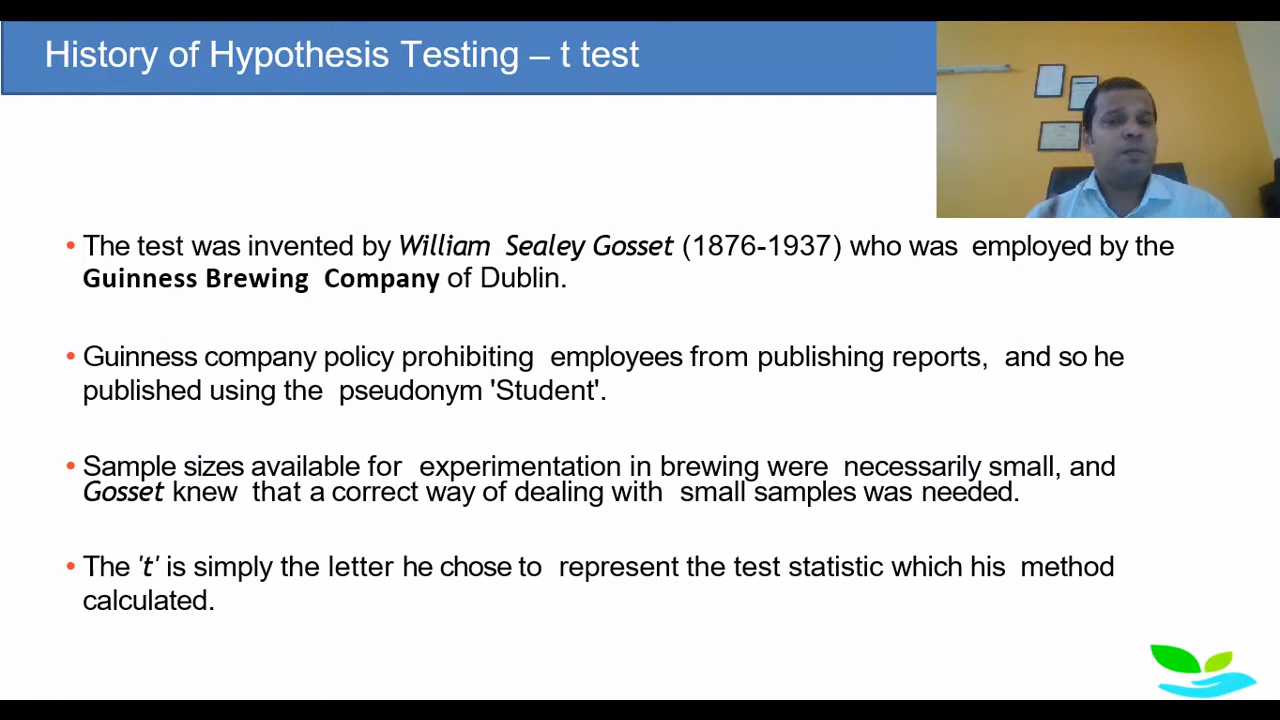 History of Hypothesis Testing – t test
• The test was invented by William Sealey Gosset (1876-1937) who was employed by the
Guinness Brewing Company of Dublin.
• Guinness company policy prohibiting employees from publishing reports, and so he
published using the pseudonym 'Student'.
• Sample sizes available for experimentation in brewing were necessarily small, and
Gosset knew that a correct way of dealing with small samples was needed.
• The 't' is simply the letter he chose to represent the test statistic which his method
calculated.